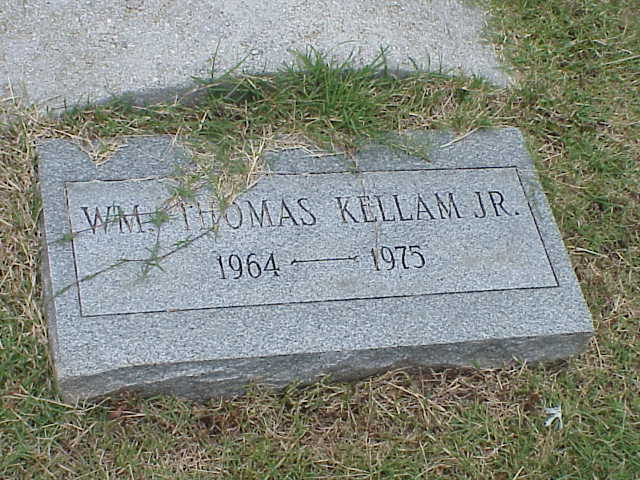 WM. THOMAS KELLAM JR.
1964 — 1975